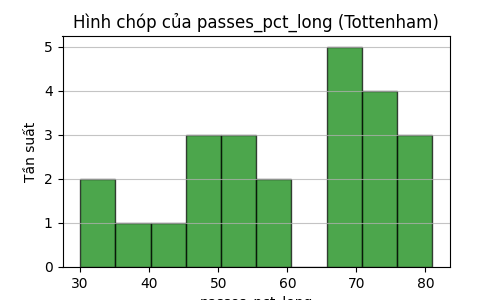 Hình chóp của passes_pct_long (Tottenham)
Tần suất
5
4
3
2
1
0
30 40 50 60 70 80
passes_pct_long